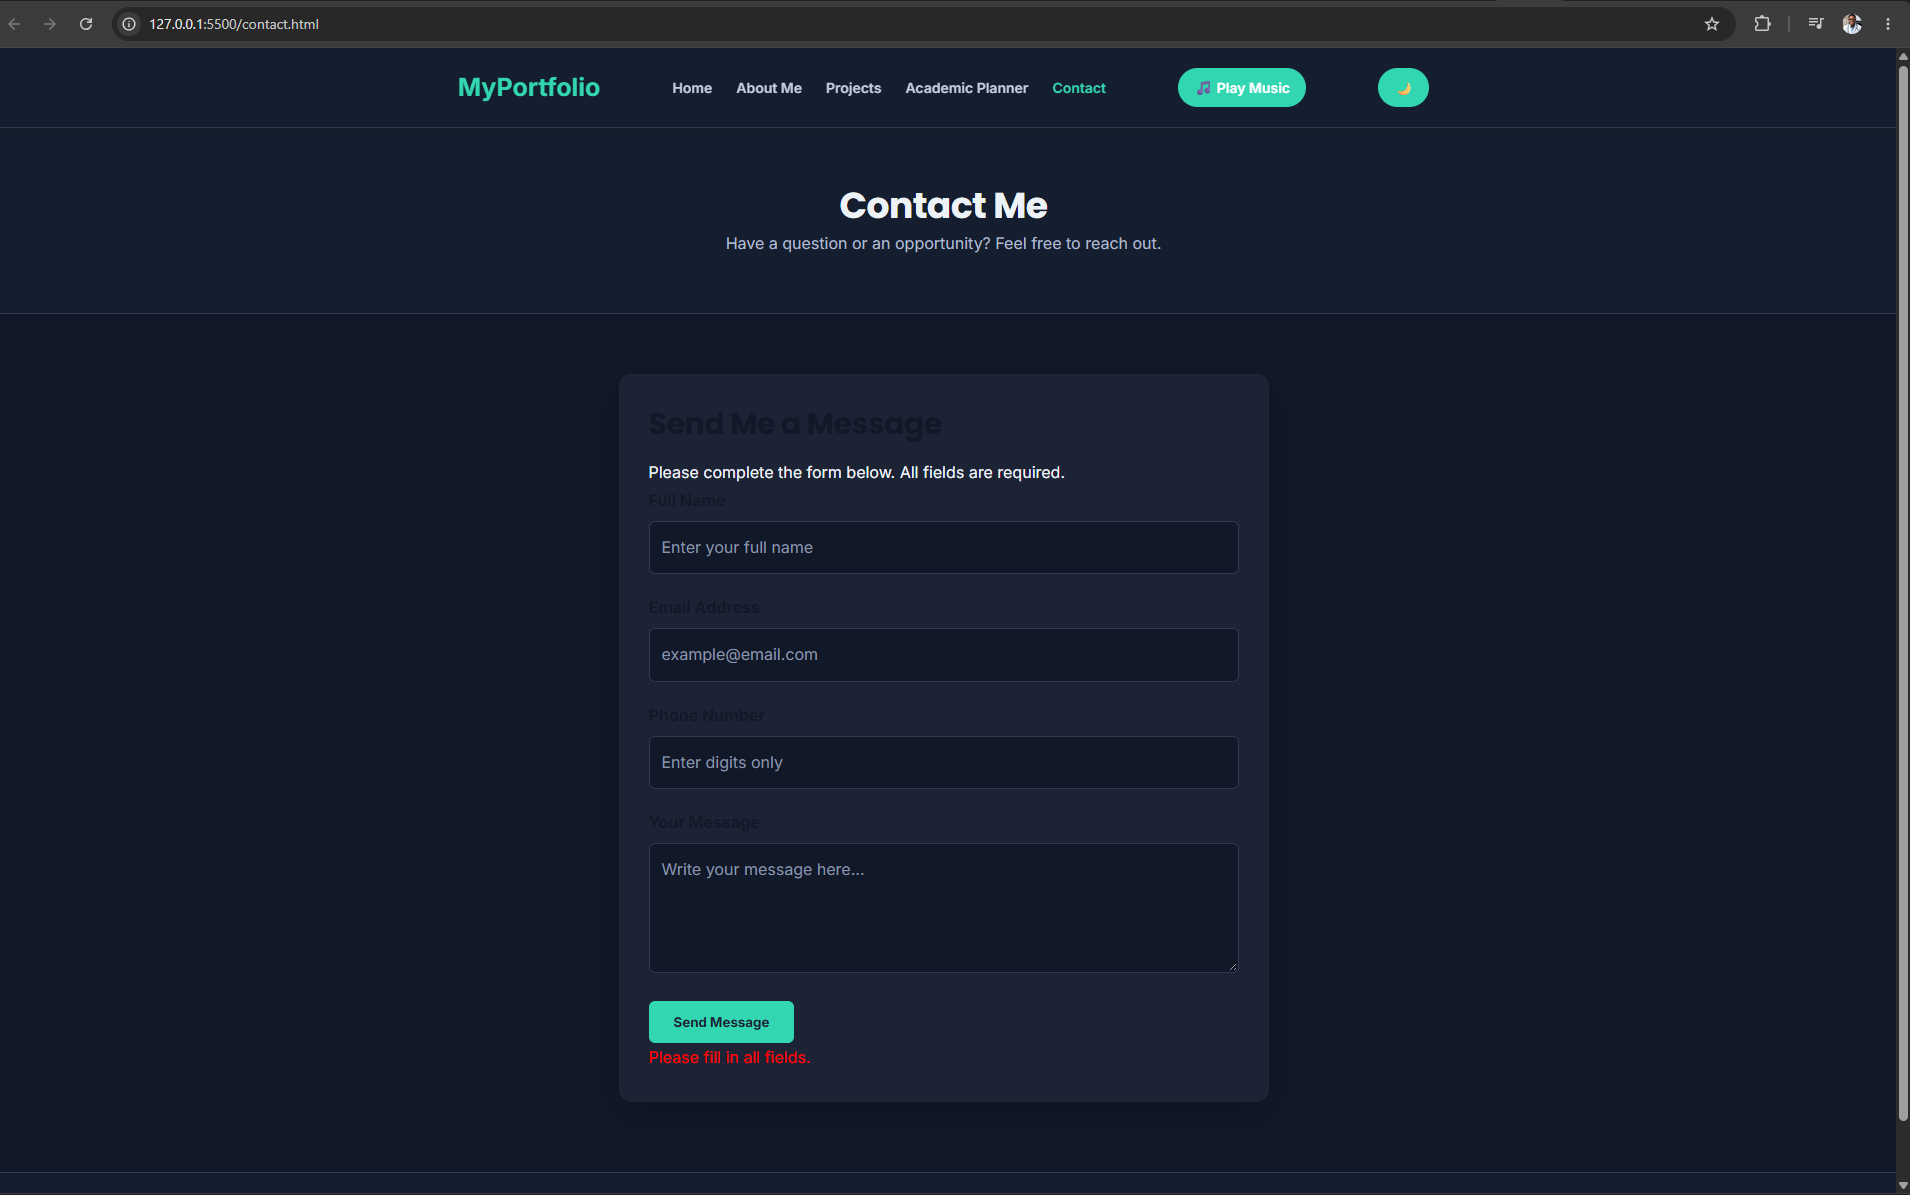 127.0.0.1:5500/contact.html
MyPortfolio
Home
About Me
Projects
Academic Planner
Contact
🎵 Play Music
🌙
Contact Me
Have a question or an opportunity? Feel free to reach out.
Send Me a Message
Please complete the form below. All fields are required.
Full Name
Enter your full name
Email Address
example@email.com
Phone Number
Enter digits only
Your Message
Write your message here...
Send Message
Please fill in all fields.